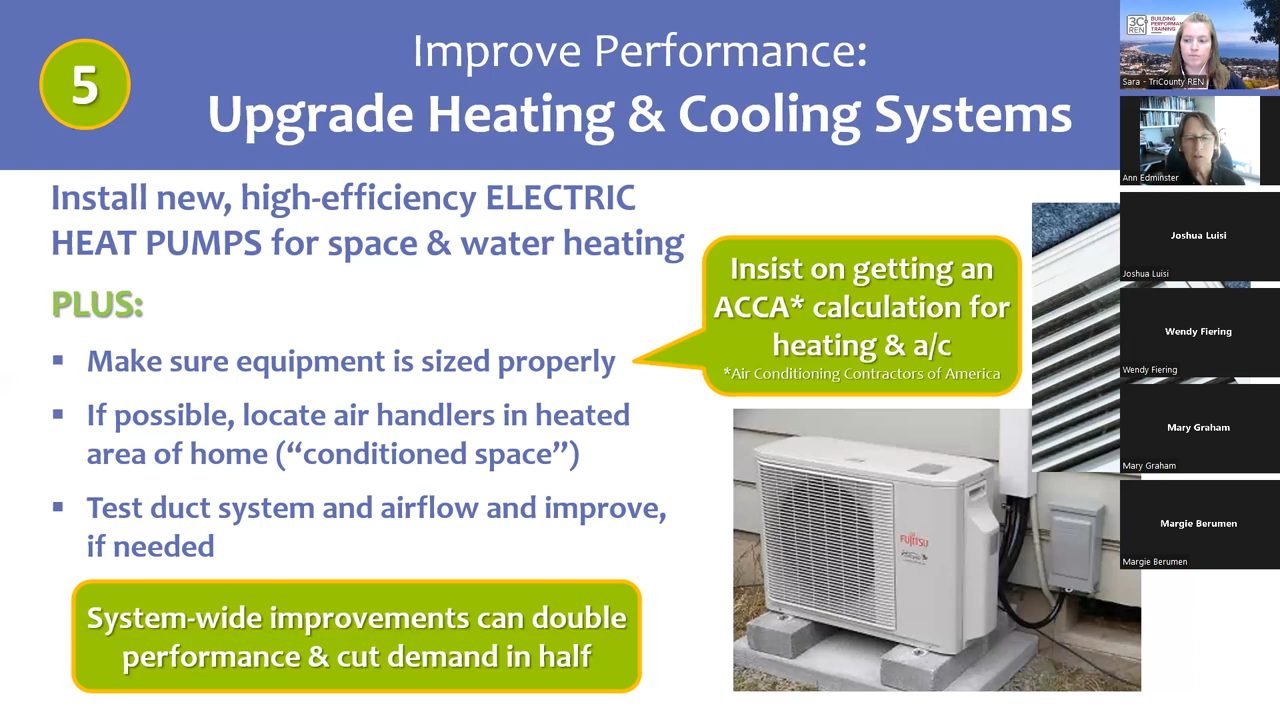 5
Improve Performance:
Upgrade Heating & Cooling Systems
Install new, high-efficiency ELECTRIC
HEAT PUMPS for space & water heating
PLUS:
▪ Make sure equipment is sized properly
▪ If possible, locate air handlers in heated
area of home (“conditioned space”)
▪ Test duct system and airflow and improve,
if needed
System-wide improvements can double
performance & cut demand in half
Insist on getting an
ACCA* calculation for
heating & a/c
*Air Conditioning Contractors of America
FUJITSU
3C
REN
BUILDING
PERFORMANCE
TRAINING
Sara - TriCounty REN
Ann Edminster
Joshua Luisi
Joshua Luisi
Wendy Fiering
Wendy Fiering
Mary Graham
Mary Graham
Margie Berumen
Margie Berumen